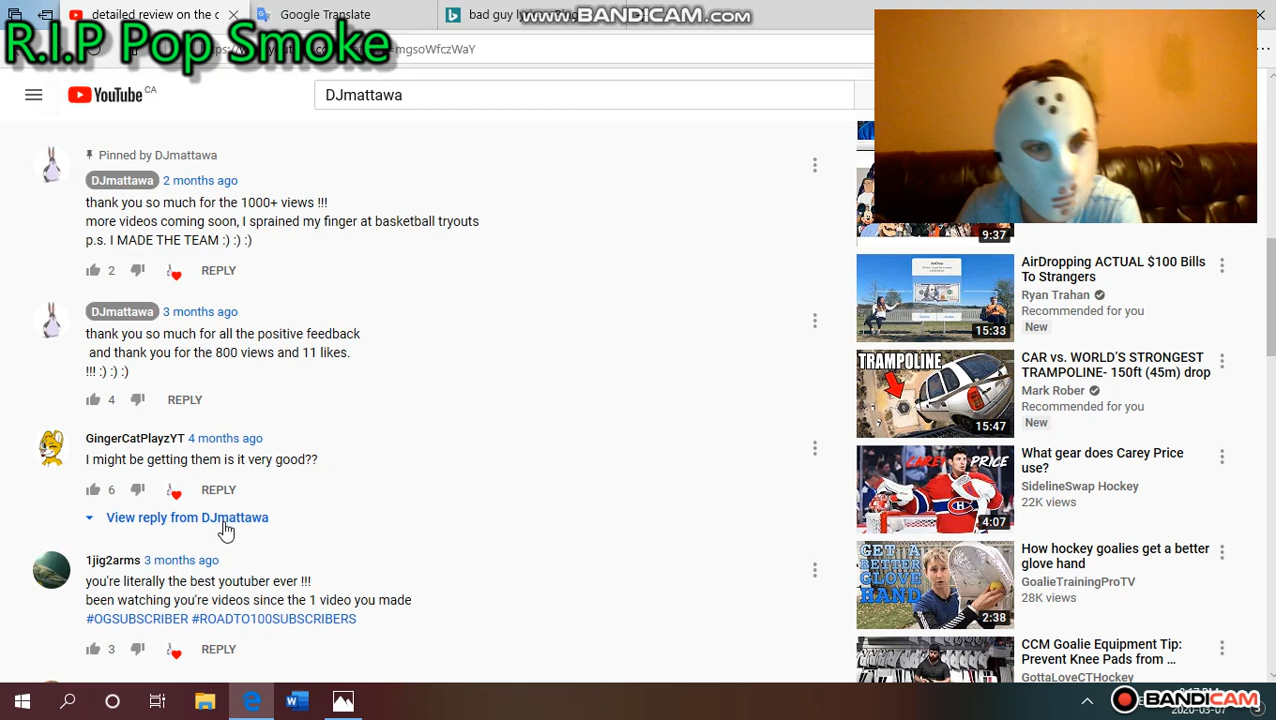 detailed review on the c
Google Translate
bad guy
www.BANDICAM.com
R.I.P Pop Smoke
mgsoWfczWaY
YouTube CA
DJmattawa
Pinned by DJmattawa
DJmattawa 2 months ago
thank you so much for the 1000+ views !!!
more videos coming soon, I sprained my finger at basketball tryouts
p.s. I MADE THE TEAM :) :) :)
2 REPLY
DJmattawa 3 months ago
thank you so much for all the positive feedback
and thank you for the 800 views and 11 likes.
!!! :) :) :)
4 REPLY
GingerCatPlayzYT 4 months ago
I might be getting them is it very good??
6 REPLY
View reply from DJmattawa
1jig2arms 3 months ago
you're literally the best youtuber ever !!!
been watching you're videos since the 1 video you made
#OGSUBSCRIBER #ROADTO100SUBSCRIBERS
3 REPLY
9:37
AirDropping ACTUAL $100 Bills
To Strangers
Ryan Trahan
Recommended for you
New
15:33
TRAMPOLINE
CAR vs. WORLD'S STRONGEST
TRAMPOLINE- 150ft (45m) drop
Mark Rober
Recommended for you
New
15:47
CAREY PRICE
What gear does Carey Price
use?
SidelineSwap Hockey
22K views
4:07
GET A
BETTER
GLOVE
HAND
How hockey goalies get a better
glove hand
GoalieTrainingProTV
28K views
2:38
CCM Goalie Equipment Tip:
Prevent Knee Pads from ...
GottaLoveCTHockey
BANDICAM
2020-03-07